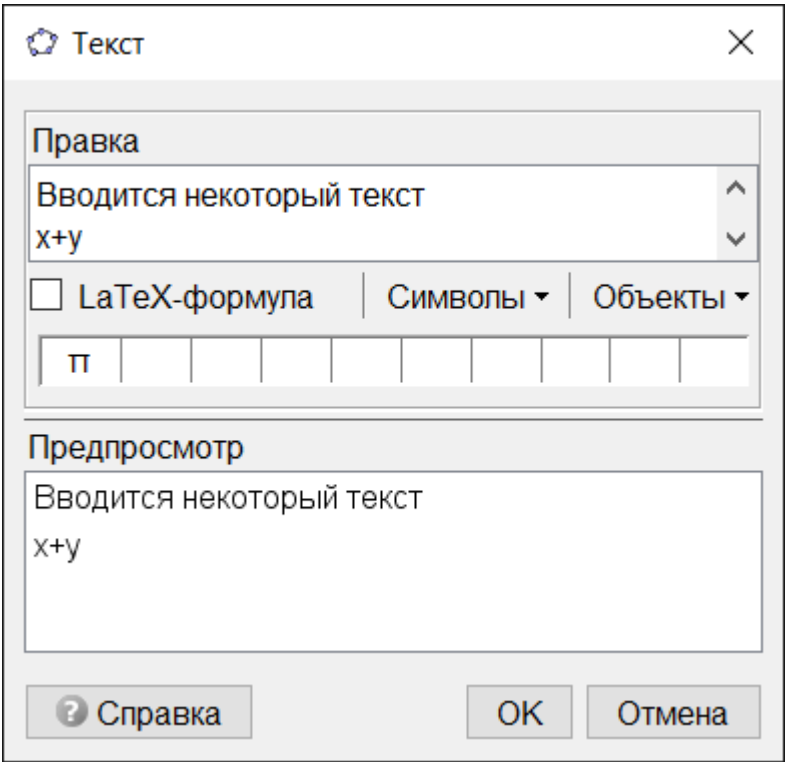 Текст
Правка
Вводится некоторый текст
x+y
LaTeX-формула Символы Объекты
π
Предпросмотр
Вводится некоторый текст
x+y
Справка OK Отмена